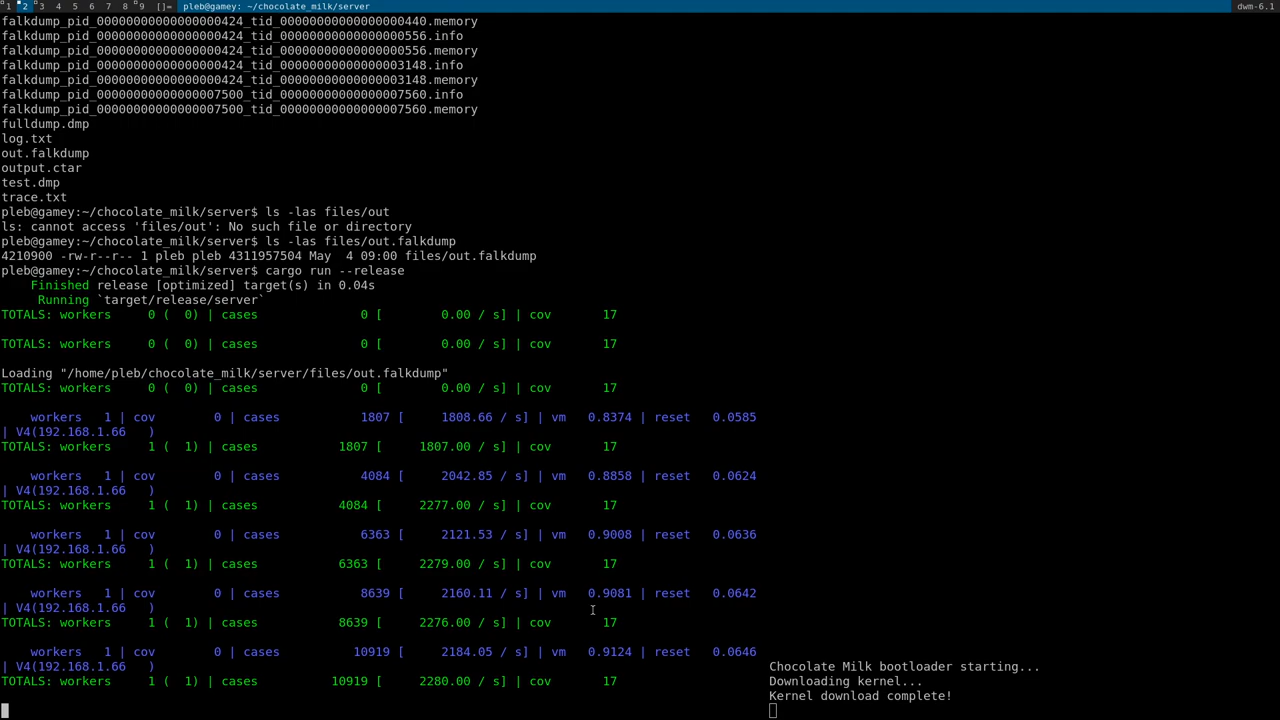 1 2 3 4 5 6 7 8 9 []= pleb@gamey:~/chocolate_milk/server dwm-6.1
falkdump_pid_00000000000000000424_tid_00000000000000000440.memory
falkdump_pid_00000000000000000424_tid_00000000000000000556.info
falkdump_pid_00000000000000000424_tid_00000000000000000556.memory
falkdump_pid_00000000000000000424_tid_00000000000000003148.info
falkdump_pid_00000000000000000424_tid_00000000000000003148.memory
falkdump_pid_00000000000000007500_tid_00000000000000007560.info
falkdump_pid_00000000000000007500_tid_00000000000000007560.memory
fulldump.dmp
log.txt
out.falkdump
output.ctar
test.dmp
trace.txt
pleb@gamey:~/chocolate_milk/server$ ls -las files/out
ls: cannot access 'files/out': No such file or directory
pleb@gamey:~/chocolate_milk/server$ ls -las files/out.falkdump
4210900 -rw-r--r-- 1 pleb pleb 4311957504 May  4 09:00 files/out.falkdump
pleb@gamey:~/chocolate_milk/server$ cargo run --release
    Finished release [optimized] target(s) in 0.04s
     Running `target/release/server`
TOTALS: workers     0 (  0) | cases              0 [        0.00 / s] | cov        17
TOTALS: workers     0 (  0) | cases              0 [        0.00 / s] | cov        17
Loading "/home/pleb/chocolate_milk/server/files/out.falkdump"
TOTALS: workers     0 (  0) | cases              0 [        0.00 / s] | cov        17
    workers   1 | cov        0 | cases           1807 [     1808.66 / s] | vm   0.8374 | reset   0.0585
| V4(192.168.1.66   )
TOTALS: workers     1 (  1) | cases           1807 [     1807.00 / s] | cov        17
    workers   1 | cov        0 | cases           4084 [     2042.85 / s] | vm   0.8858 | reset   0.0624
| V4(192.168.1.66   )
TOTALS: workers     1 (  1) | cases           4084 [     2277.00 / s] | cov        17
    workers   1 | cov        0 | cases           6363 [     2121.53 / s] | vm   0.9008 | reset   0.0636
| V4(192.168.1.66   )
TOTALS: workers     1 (  1) | cases           6363 [     2279.00 / s] | cov        17
    workers   1 | cov        0 | cases           8639 [     2160.11 / s] | vm   0.9081 | reset   0.0642
| V4(192.168.1.66   )
TOTALS: workers     1 (  1) | cases           8639 [     2276.00 / s] | cov        17
    workers   1 | cov        0 | cases          10919 [     2184.05 / s] | vm   0.9124 | reset   0.0646
| V4(192.168.1.66   )
TOTALS: workers     1 (  1) | cases          10919 [     2280.00 / s] | cov        17
Chocolate Milk bootloader starting...
Downloading kernel...
Kernel download complete!